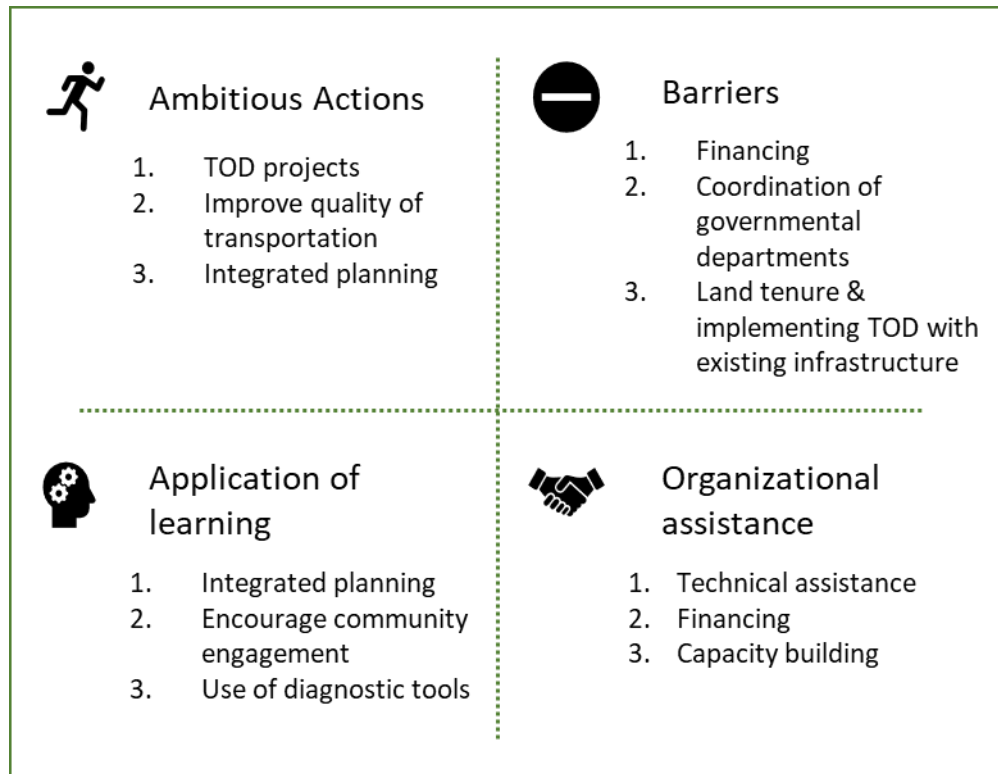 Ambitious Actions
1. TOD projects
2. Improve quality of
transportation
3. Integrated planning
Barriers
1. Financing
2. Coordination of
governmental
departments
3. Land tenure &
implementing TOD with
existing infrastructure
Application of
learning
1. Integrated planning
2. Encourage community
engagement
3. Use of diagnostic tools
Organizational
assistance
1. Technical assistance
2. Financing
3. Capacity building